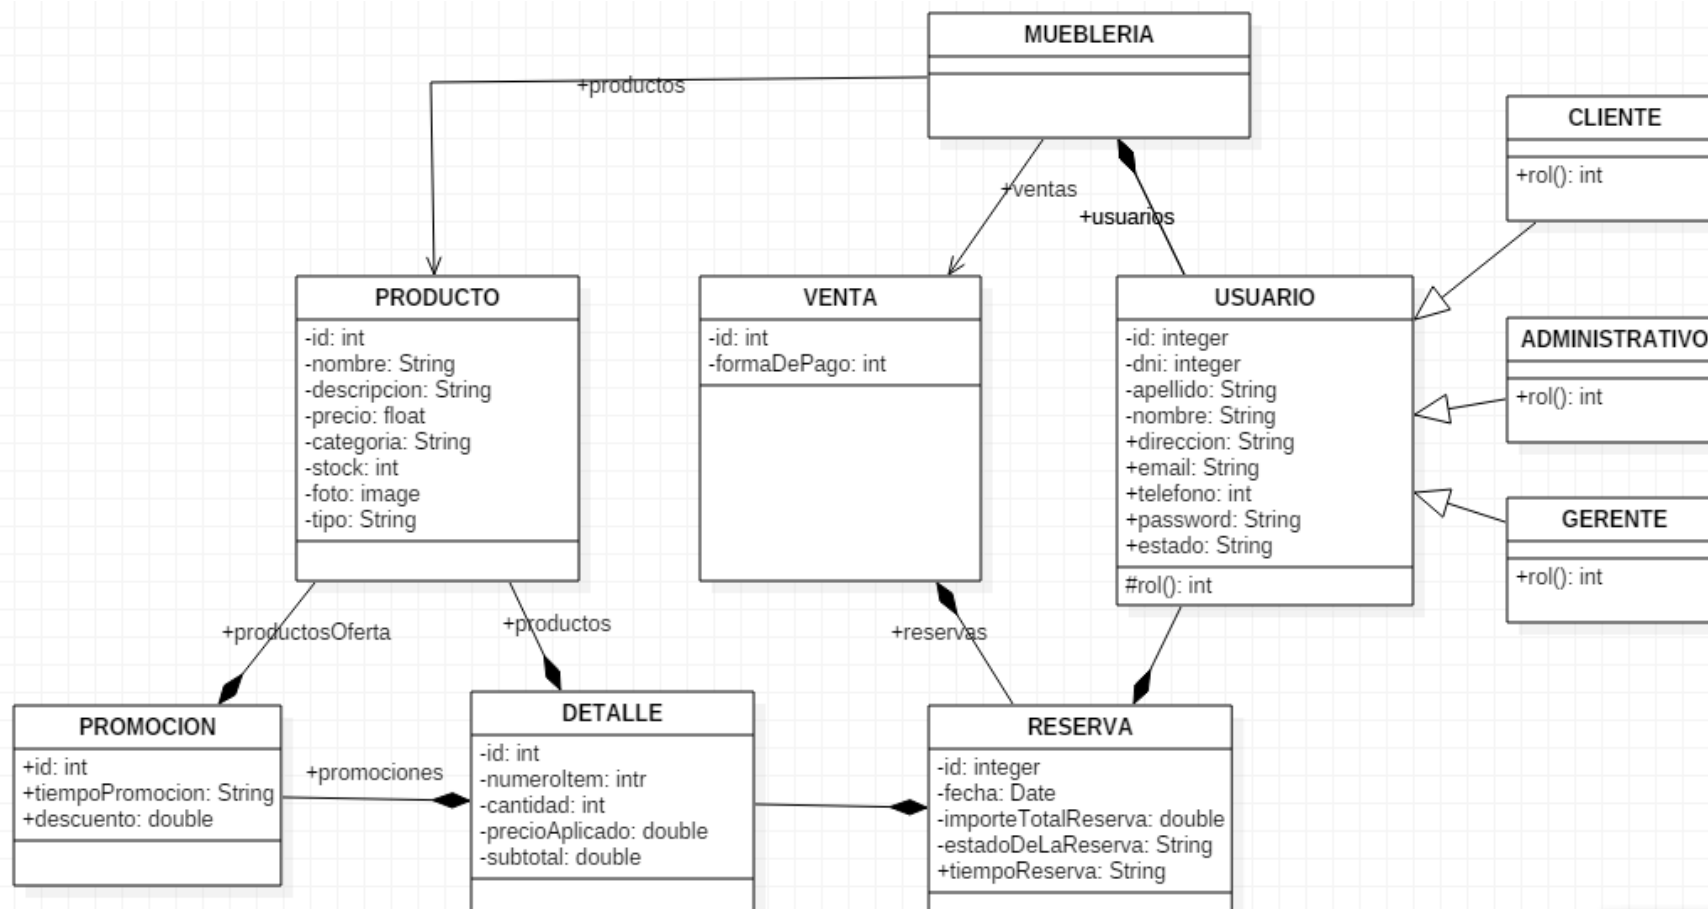 MUEBLERIA
+productos
CLIENTE
+rol(): int
+ventas
+usuarios
PRODUCTO
-id: int
-nombre: String
-descripcion: String
-precio: float
-categoria: String
-stock: int
-foto: image
-tipo: String
VENTA
-id: int
-formaDePago: int
USUARIO
-id: integer
-dni: integer
-apellido: String
-nombre: String
+direccion: String
+email: String
+telefono: int
+password: String
+estado: String
#rol(): int
ADMINISTRATIVO
+rol(): int
GERENTE
+rol(): int
+productosOferta
+productos
+reservas
PROMOCION
+id: int
+tiempoPromocion: String
+descuento: double
+promociones
DETALLE
-id: int
-numeroItem: intr
-cantidad: int
-precioAplicado: double
-subtotal: double
RESERVA
-id: integer
-fecha: Date
-importeTotalReserva: double
-estadoDeLaReserva: String
+tiempoReserva: String